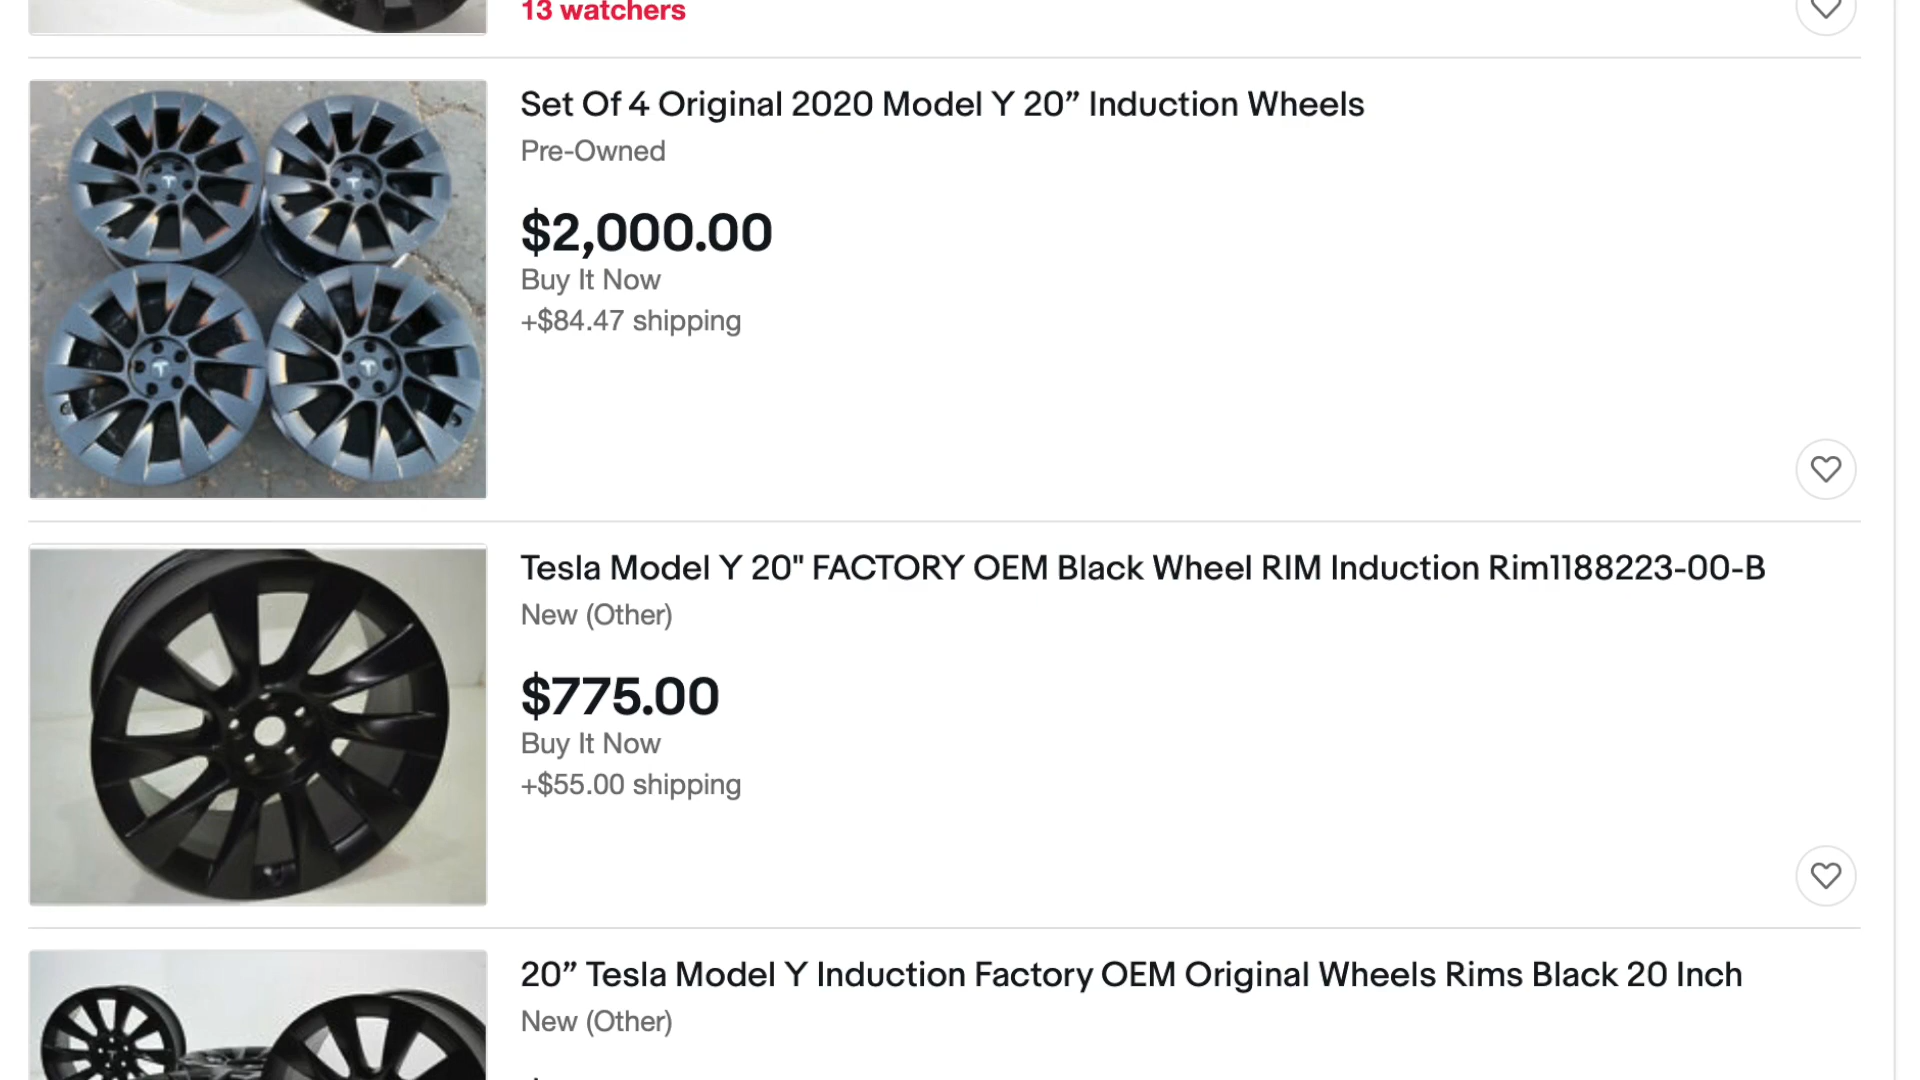 13 watchers
Set Of 4 Original 2020 Model Y 20” Induction Wheels
Pre-Owned
$2,000.00
Buy It Now
+$84.47 shipping
Tesla Model Y 20" FACTORY OEM Black Wheel RIM Induction Rim1188223-00-B
New (Other)
$775.00
Buy It Now
+$55.00 shipping
20” Tesla Model Y Induction Factory OEM Original Wheels Rims Black 20 Inch
New (Other)